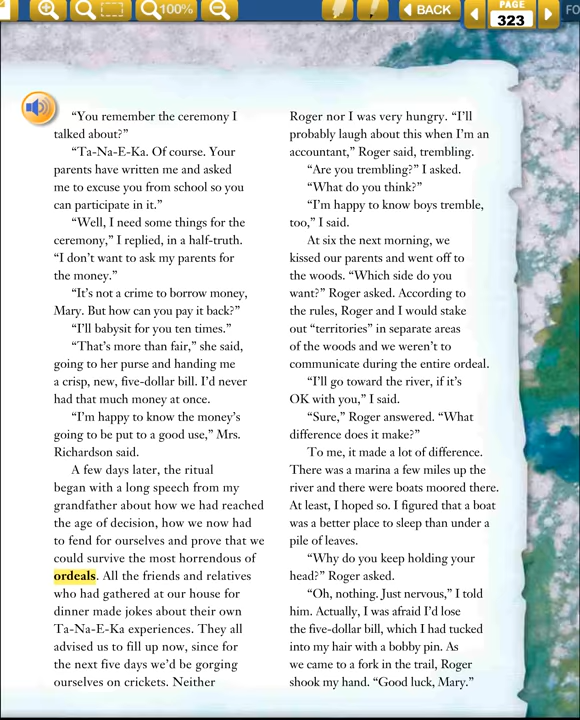 100%
BACK
PAGE
323
FO
“You remember the ceremony I
talked about?”
“Ta-Na-E-Ka. Of course. Your
parents have written me and asked
me to excuse you from school so you
can participate in it.”
“Well, I need some things for the
ceremony,” I replied, in a half-truth.
“I don’t want to ask my parents for
the money.”
“It’s not a crime to borrow money,
Mary. But how can you pay it back?”
“I’ll babysit for you ten times.”
“That’s more than fair,” she said,
going to her purse and handing me
a crisp, new, five-dollar bill. I’d never
had that much money at once.
“I’m happy to know the money’s
going to be put to a good use,” Mrs.
Richardson said.
A few days later, the ritual
began with a long speech from my
grandfather about how we had reached
the age of decision, how we now had
to fend for ourselves and prove that we
could survive the most horrendous of
ordeals. All the friends and relatives
who had gathered at our house for
dinner made jokes about their own
Ta-Na-E-Ka experiences. They all
advised us to fill up now, since for
the next five days we’d be gorging
ourselves on crickets. Neither
Roger nor I was very hungry. “I’ll
probably laugh about this when I’m an
accountant,” Roger said, trembling.
“Are you trembling?” I asked.
“What do you think?”
“I’m happy to know boys tremble,
too,” I said.
At six the next morning, we
kissed our parents and went off to
the woods. “Which side do you
want?” Roger asked. According to
the rules, Roger and I would stake
out “territories” in separate areas
of the woods and we weren’t to
communicate during the entire ordeal.
“I’ll go toward the river, if it’s
OK with you,” I said.
“Sure,” Roger answered. “What
difference does it make?”
To me, it made a lot of difference.
There was a marina a few miles up the
river and there were boats moored there.
At least, I hoped so. I figured that a boat
was a better place to sleep than under a
pile of leaves.
“Why do you keep holding your
head?” Roger asked.
“Oh, nothing. Just nervous,” I told
him. Actually, I was afraid I’d lose
the five-dollar bill, which I had tucked
into my hair with a bobby pin. As
we came to a fork in the trail, Roger
shook my hand. “Good luck, Mary.”